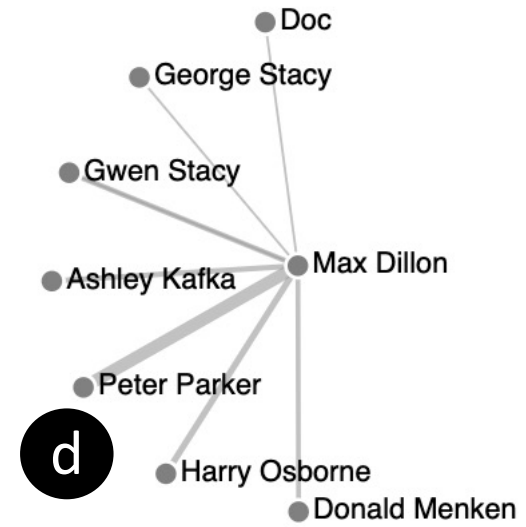 Doc
George Stacy
Gwen Stacy
Max Dillon
Ashley Kafka
Peter Parker
d
Harry Osborne
Donald Menken